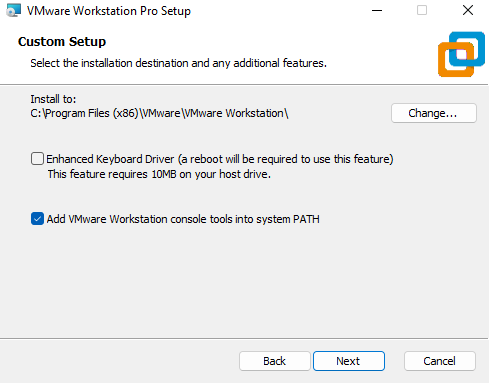 VMware Workstation Pro Setup
Custom Setup
Select the installation destination and any additional features.
Install to:
C:\Program Files (x86)\VMware\VMware Workstation\
Change...
Enhanced Keyboard Driver (a reboot will be required to use this feature)
This feature requires 10MB on your host drive.
Add VMware Workstation console tools into system PATH
Back
Next
Cancel